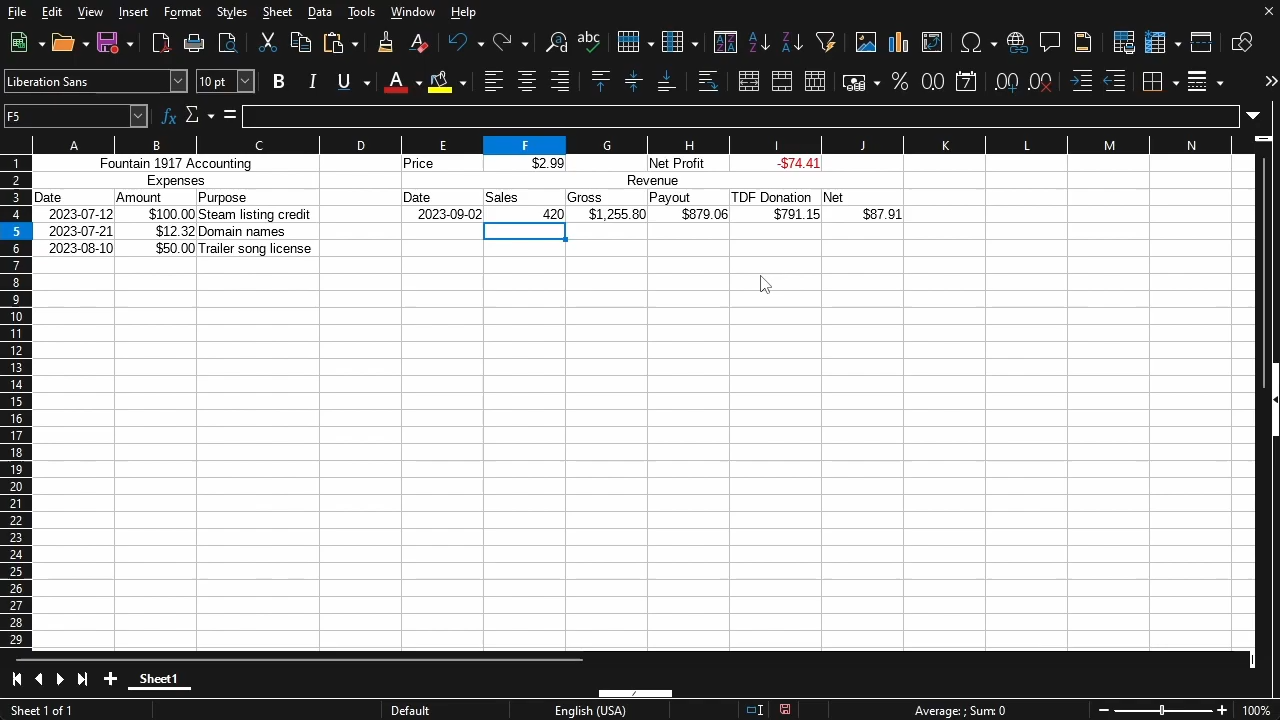 File Edit View Insert Format Styles Sheet Data Tools Window Help
Liberation Sans 10 pt B I U A
F5 fx Σ =
A B C D E F G H I J K L M N
1 Fountain 1917 Accounting Price $2.99 Net Profit -$74.41
2 Expenses Revenue
3 Date Amount Purpose Date Sales Gross Payout TDF Donation Net
4 2023-07-12 $100.00 Steam listing credit 2023-09-02 420 $1,255.80 $879.06 $791.15 $87.91
5 2023-07-21 $12.32 Domain names
6 2023-08-10 $50.00 Trailer song license
7
8
9
10
11
12
13
14
15
16
17
18
19
20
21
22
23
24
25
26
27
28
29
Sheet1
Sheet 1 of 1 Default English (USA) Average: ; Sum: 0 100%